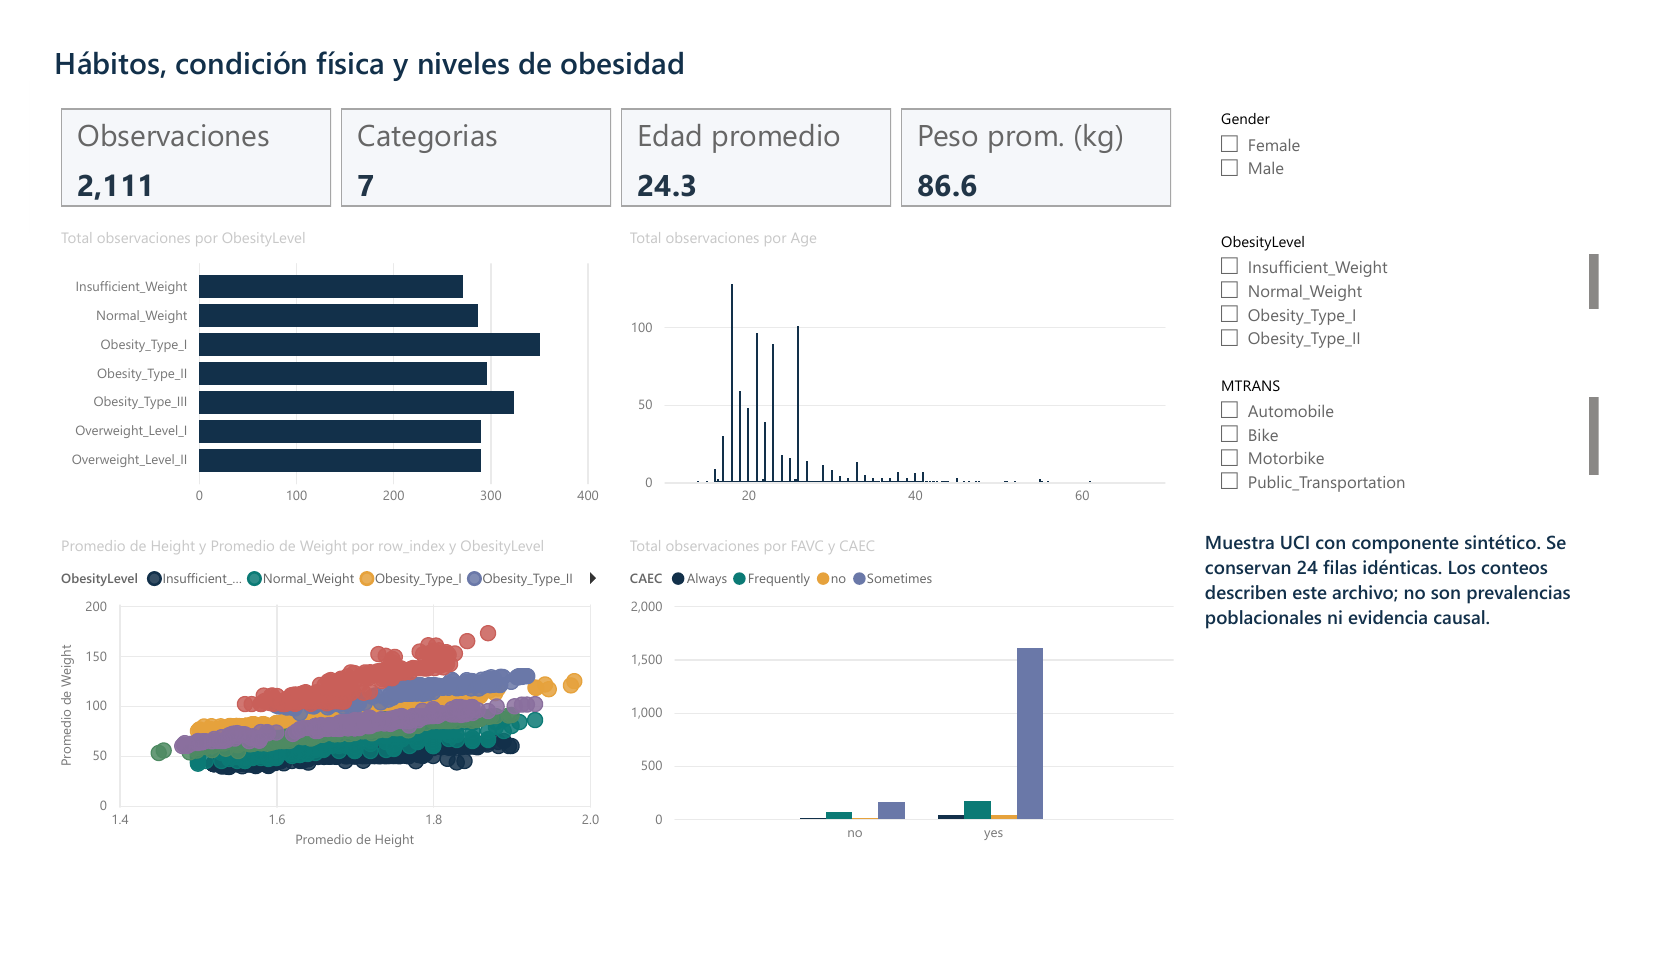 Hábitos, condición física y niveles de obesidad
Observaciones
2,111
Categorias
7
Edad promedio
24.3
Peso prom. (kg)
86.6
Gender
Female
Male
Total observaciones por ObesityLevel
Insufficient_Weight
Normal_Weight
Obesity_Type_I
Obesity_Type_II
Obesity_Type_III
Overweight_Level_I
Overweight_Level_II
0 100 200 300 400
Total observaciones por Age
100
50
0
20 40 60
ObesityLevel
Insufficient_Weight
Normal_Weight
Obesity_Type_I
Obesity_Type_II
MTRANS
Automobile
Bike
Motorbike
Public_Transportation
Promedio de Height y Promedio de Weight por row_index y ObesityLevel
ObesityLevel Insufficient_... Normal_Weight Obesity_Type_I Obesity_Type_II
Promedio de Weight
200
150
100
50
0
1.4 1.6 1.8 2.0
Promedio de Height
Total observaciones por FAVC y CAEC
CAEC Always Frequently no Sometimes
2,000
1,500
1,000
500
0
no yes
Muestra UCI con componente sintético. Se
conservan 24 filas idénticas. Los conteos
describen este archivo; no son prevalencias
poblacionales ni evidencia causal.